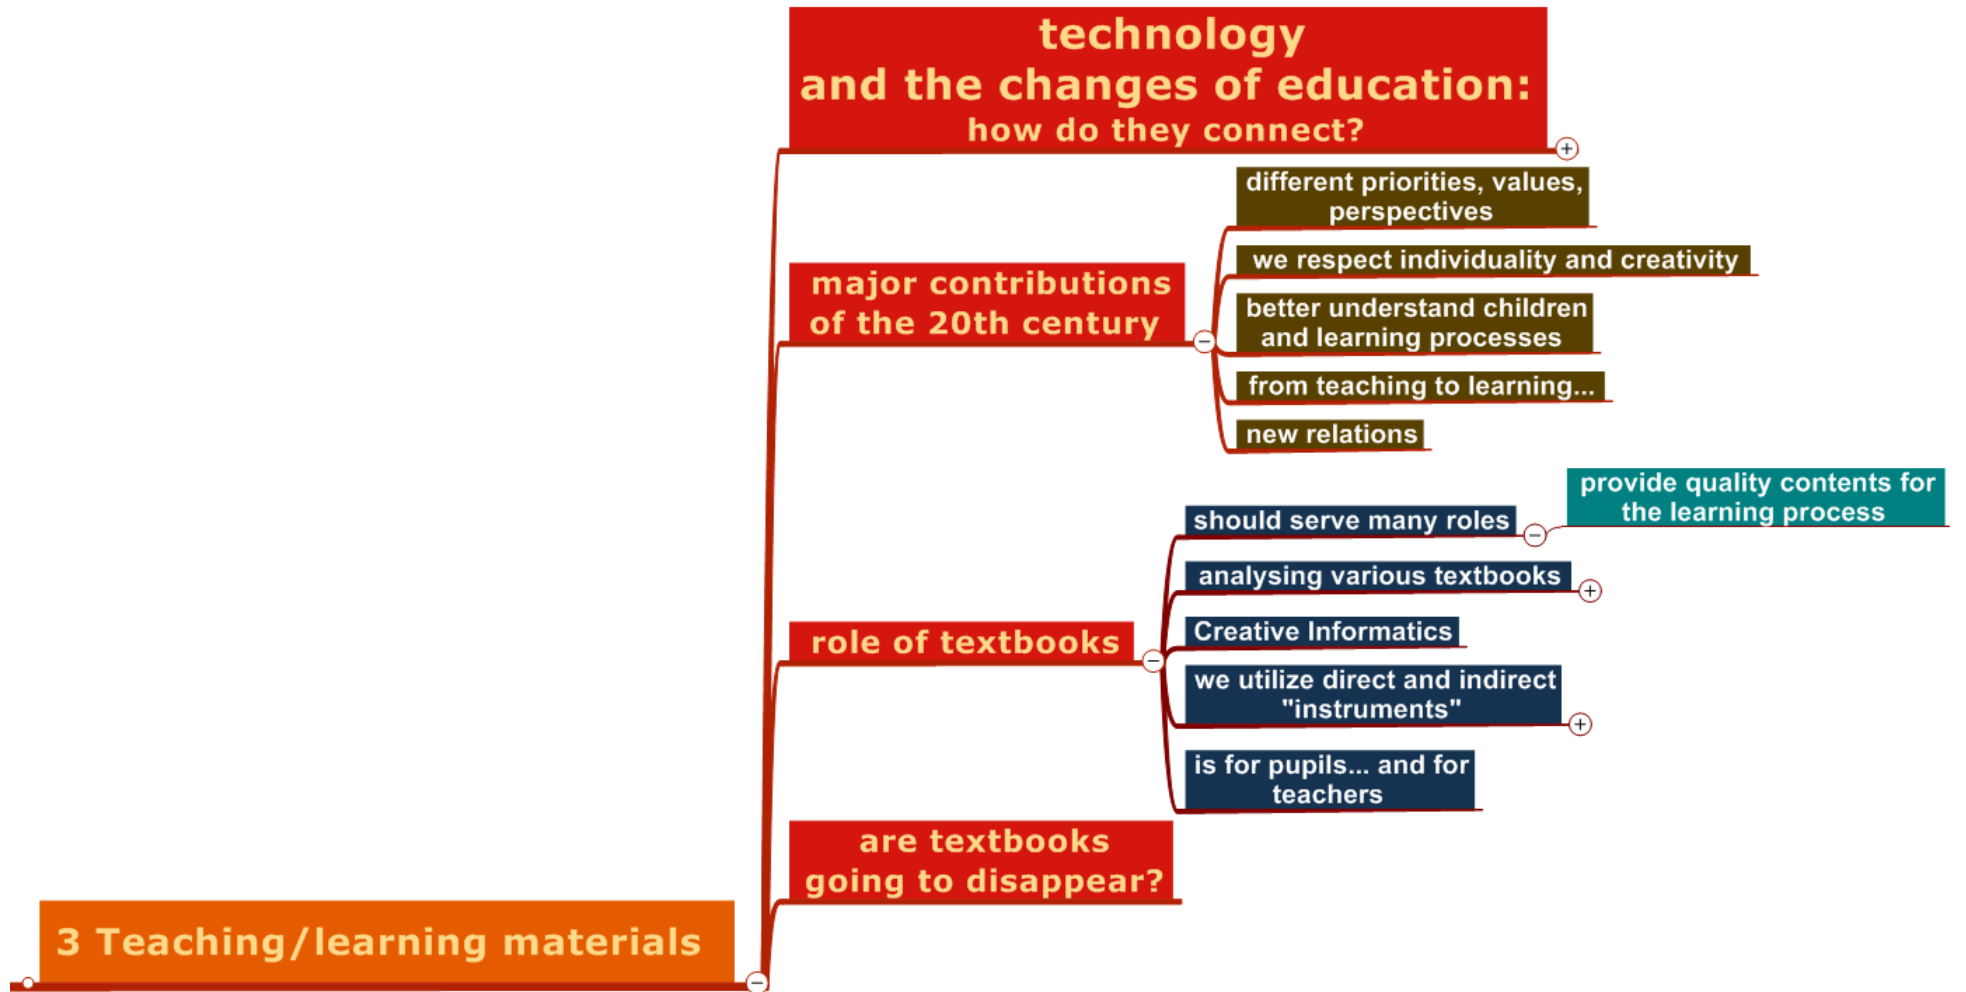 technology
and the changes of education:
how do they connect?
different priorities, values,
perspectives
we respect individuality and creativity
major contributions
of the 20th century
better understand children
and learning processes
from teaching to learning...
new relations
provide quality contents for
the learning process
should serve many roles
analysing various textbooks
role of textbooks
Creative Informatics
we utilize direct and indirect
"instruments"
is for pupils... and for
teachers
are textbooks
going to disappear?
3 Teaching/learning materials